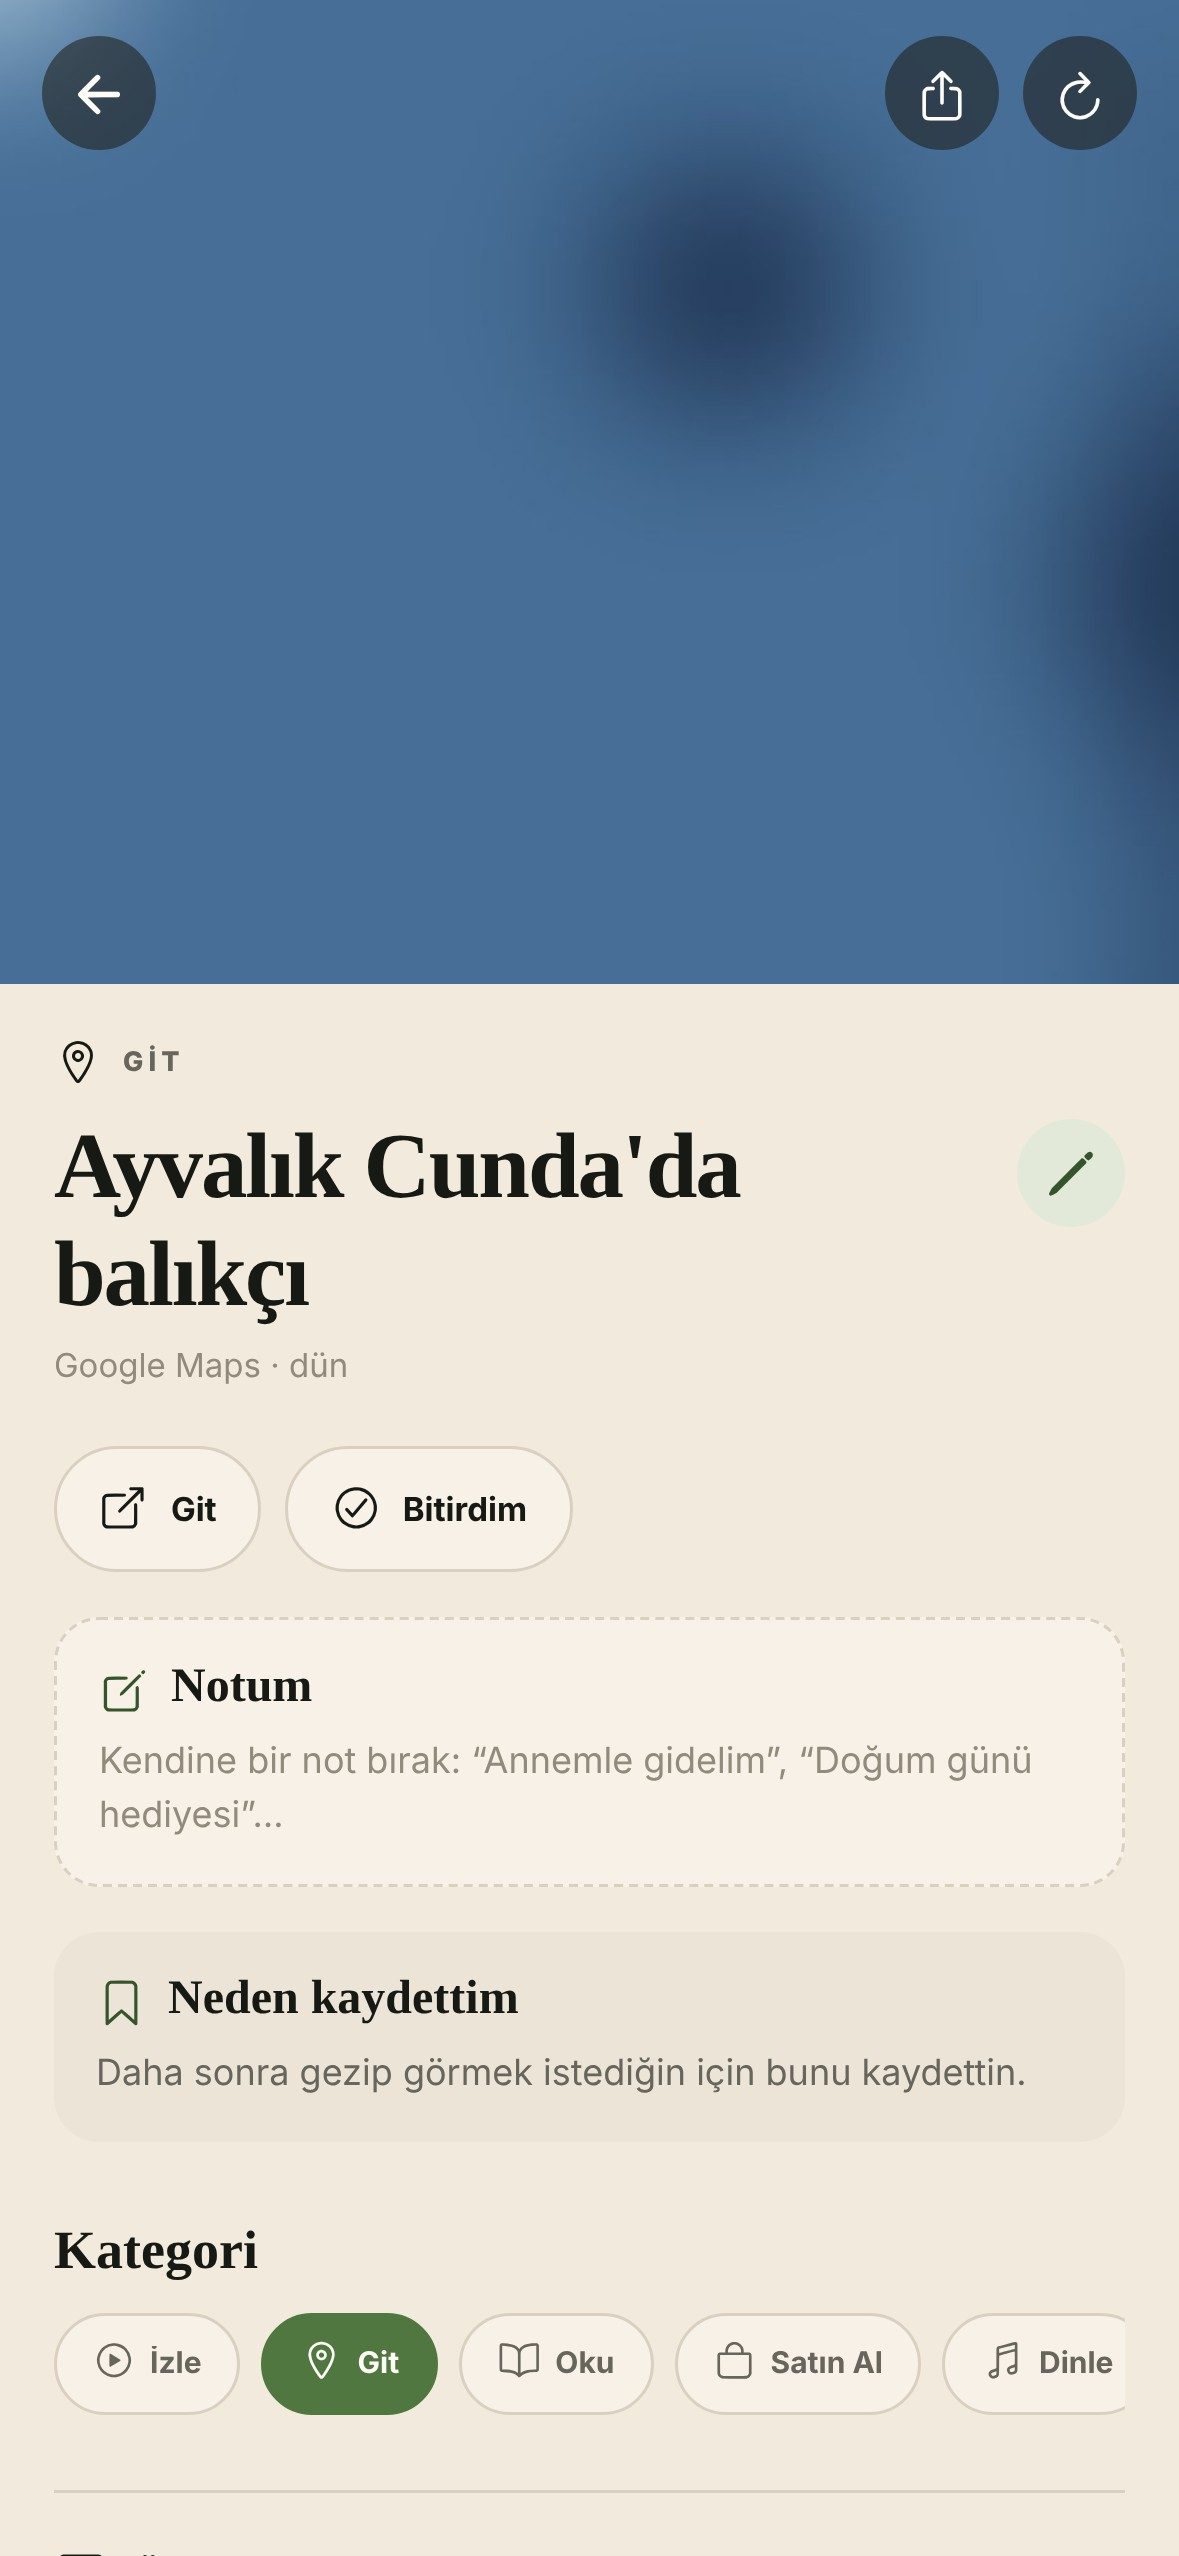 GİT
Ayvalık Cunda'da
balıkçı
Google Maps · dün
Git
Bitirdim
Notum
Kendine bir not bırak: “Annemle gidelim”, “Doğum günü
hediyesi”…
Neden kaydettim
Daha sonra gezip görmek istediğin için bunu kaydettin.
Kategori
İzle
Git
Oku
Satın Al
Dinle